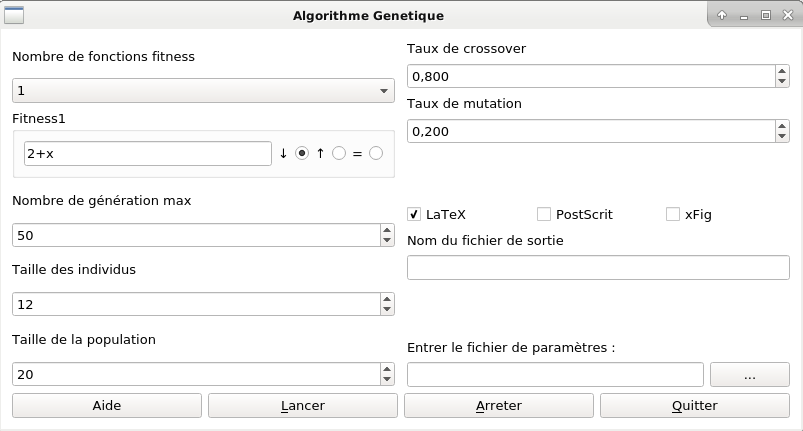 Algorithme Genetique
Nombre de fonctions fitness
1
Fitness1
2+x ↓ ↑ =
Nombre de génération max
50
Taille des individus
12
Taille de la population
20
Taux de crossover
0,800
Taux de mutation
0,200
LaTeX PostScrit xFig
Nom du fichier de sortie
Entrer le fichier de paramètres :
...
Aide Lancer Arreter Quitter